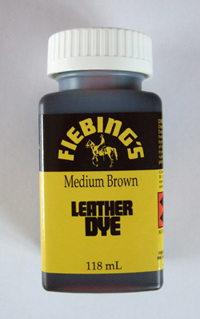 FIEBING'S
Medium Brown
LEATHER
DYE
118 mL